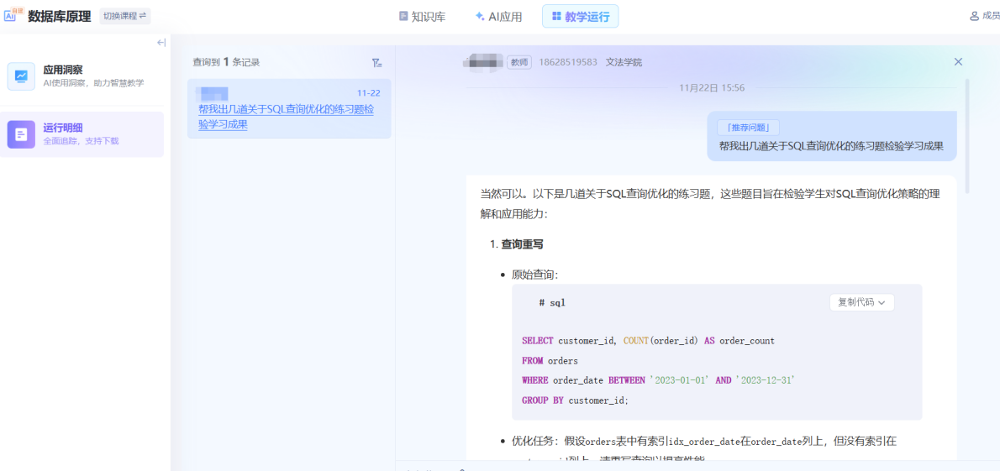 Ai 自建 数据库原理 切换课程 知识库 AI应用 教学运行 成员
应用洞察
AI使用洞察，助力智慧教学
运行明细
全面追踪，支持下载
查询到 1 条记录
11-22
帮我出几道关于SQL查询优化的练习题检
验学习成果
教师 18628519583 文法学院
11月22日 15:56
「推荐问题」
帮我出几道关于SQL查询优化的练习题检验学习成果
当然可以。以下是几道关于SQL查询优化的练习题，这些题目旨在检验学生对SQL查询优化策略的理
解和应用能力：
1. 查询重写
• 原始查询：
# sql 复制代码
SELECT customer_id, COUNT(order_id) AS order_count
FROM orders
WHERE order_date BETWEEN '2023-01-01' AND '2023-12-31'
GROUP BY customer_id;
• 优化任务：假设orders表中有索引idx_order_date在order_date列上，但没有索引在